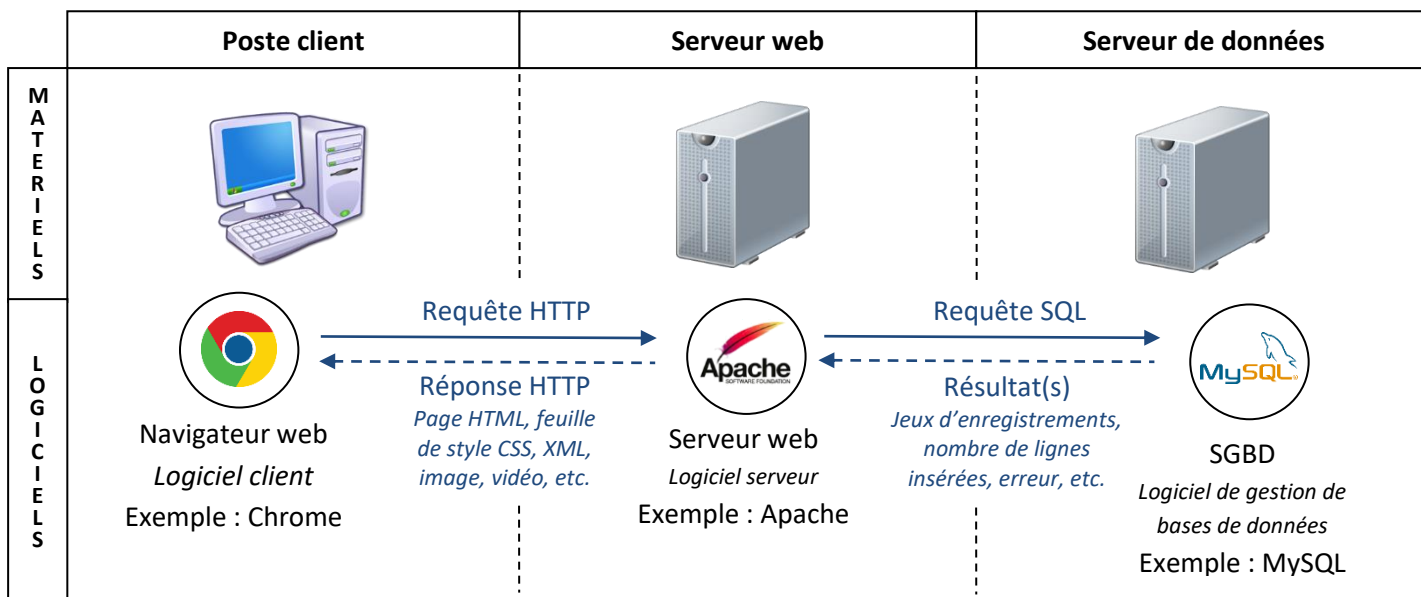 Poste client
Serveur web
Serveur de données
MATERIELS
Requête HTTP
Requête SQL
Apache
SOFTWARE FOUNDATION
MySQL
Réponse HTTP
Page HTML, feuille
de style CSS, XML,
image, vidéo, etc.
Résultat(s)
Jeux d’enregistrements,
nombre de lignes
insérées, erreur, etc.
LOGICIELS
Navigateur web
Logiciel client
Exemple : Chrome
Serveur web
Logiciel serveur
Exemple : Apache
SGBD
Logiciel de gestion de
bases de données
Exemple : MySQL